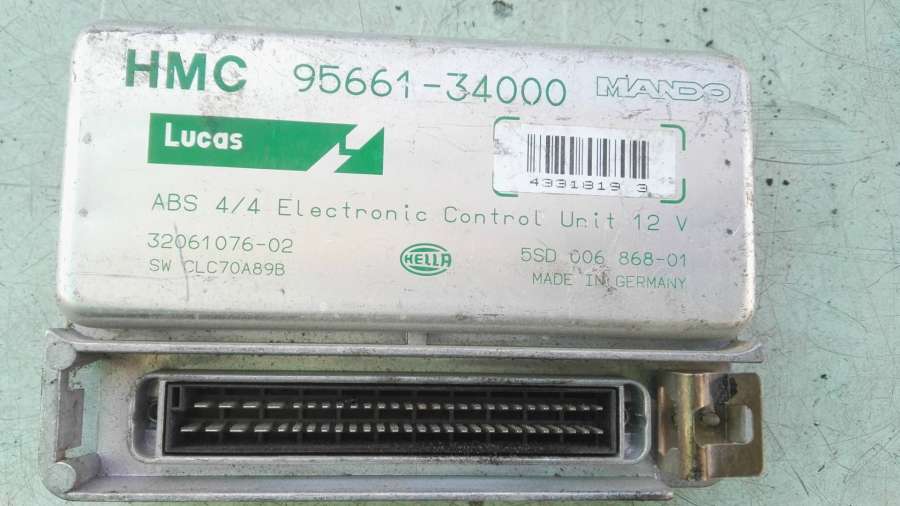 HMC 95661-34000 MANDO
Lucas
4331819 3
ABS 4/4 Electronic Control Unit 12 V
32061076-02 HELLA 5SD 006 868-01
SW CLC70A89B MADE IN GERMANY